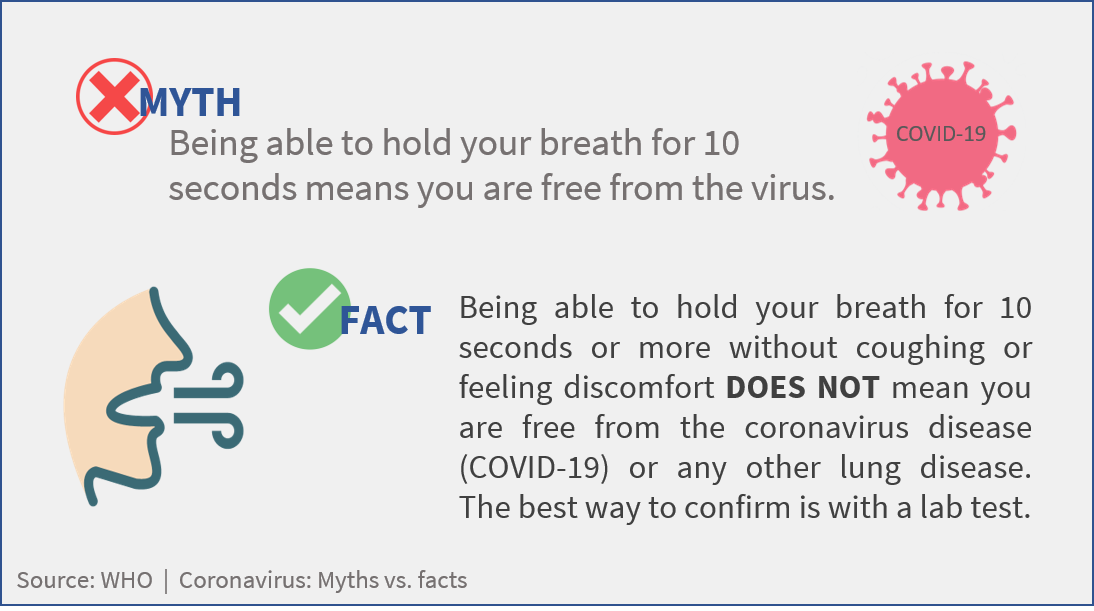 MYTH
Being able to hold your breath for 10
seconds means you are free from the virus.
COVID-19
FACT
Being able to hold your breath for 10
seconds or more without coughing or
feeling discomfort DOES NOT mean you
are free from the coronavirus disease
(COVID-19) or any other lung disease.
The best way to confirm is with a lab test.
Source: WHO | Coronavirus: Myths vs. facts